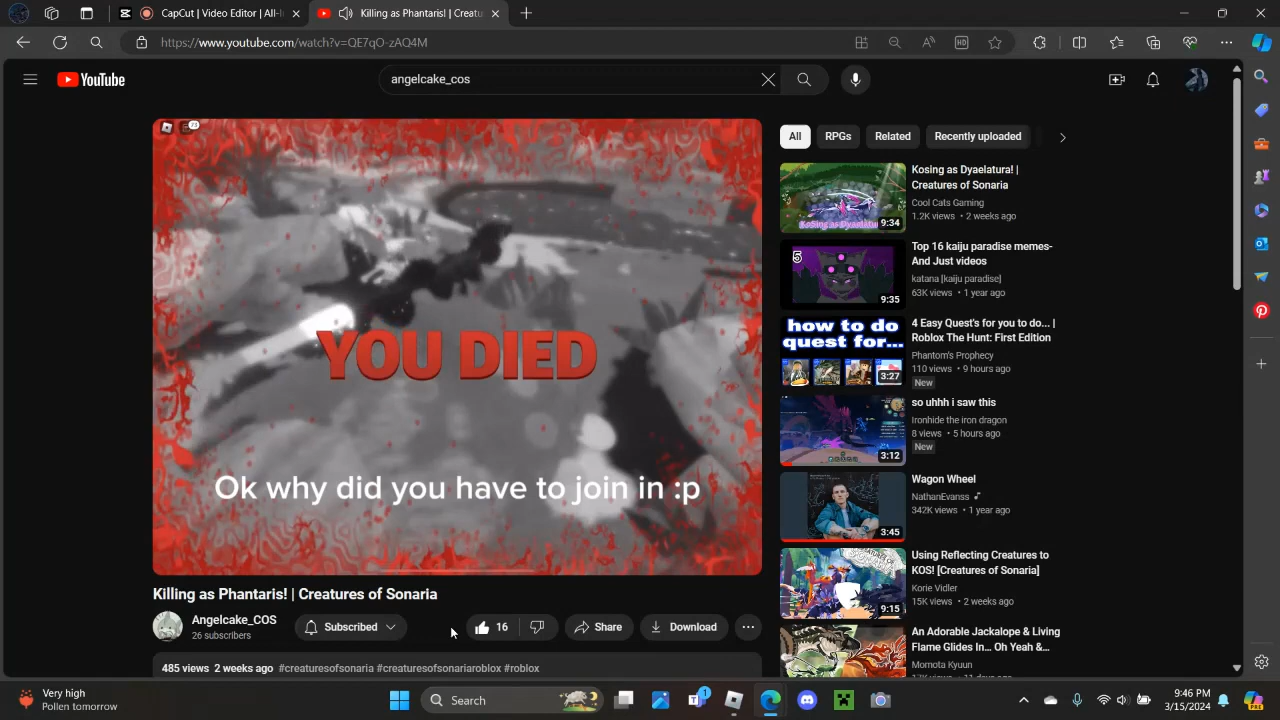 CapCut | Video Editor | All-I
Killing as Phantaris! | Creatu
https://www.youtube.com/watch?v=QE7qO-zAQ4M
YouTube
angelcake_cos
23
YOU DIED
Ok why did you have to join in :p
Killing as Phantaris! | Creatures of Sonaria
Angelcake_COS
26 subscribers
Subscribed
16
Share
Download
485 views 2 weeks ago #creaturesofsonaria #creaturesofsonariaroblox #roblox
All
RPGs
Related
Recently uploaded
9:34
Kosing as Dyaelatura! |
Creatures of Sonaria
Cool Cats Gaming
1.2K views • 2 weeks ago
5
9:35
Top 16 kaiju paradise memes-
And Just videos
katana [kaiju paradise]
63K views • 1 year ago
how to do
quest for...
3:27
4 Easy Quest's for you to do... |
Roblox The Hunt: First Edition
Phantom's Prophecy
110 views • 9 hours ago
New
3:12
so uhhh i saw this
Ironhide the iron dragon
8 views • 5 hours ago
New
3:45
Wagon Wheel
NathanEvanss
342K views • 1 year ago
9:15
Using Reflecting Creatures to
KOS! [Creatures of Sonaria]
Korie Vidler
15K views • 2 weeks ago
An Adorable Jackalope & Living
Flame Glides In... Oh Yeah &...
Momota Kyuun
17K views • 11 days ago
Very high
Pollen tomorrow
Search
1
9:46 PM
3/15/2024